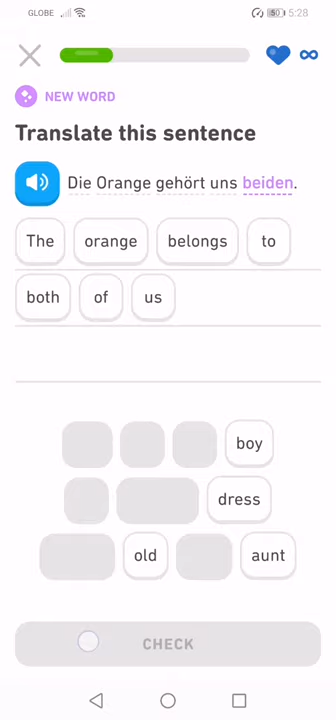 GLOBE 50 5:28
NEW WORD
Translate this sentence
Die Orange gehört uns beiden.
The orange belongs to
both of us
boy
dress
old aunt
CHECK